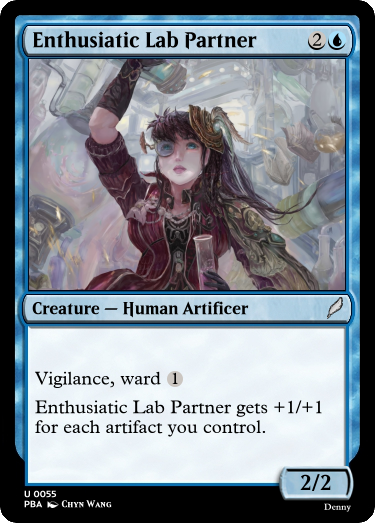 Enthusiatic Lab Partner 2
Creature — Human Artificer
Vigilance, ward 1
Enthusiatic Lab Partner gets +1/+1
for each artifact you control.
2/2
U 0055
PBA Chyn Wang
Denny